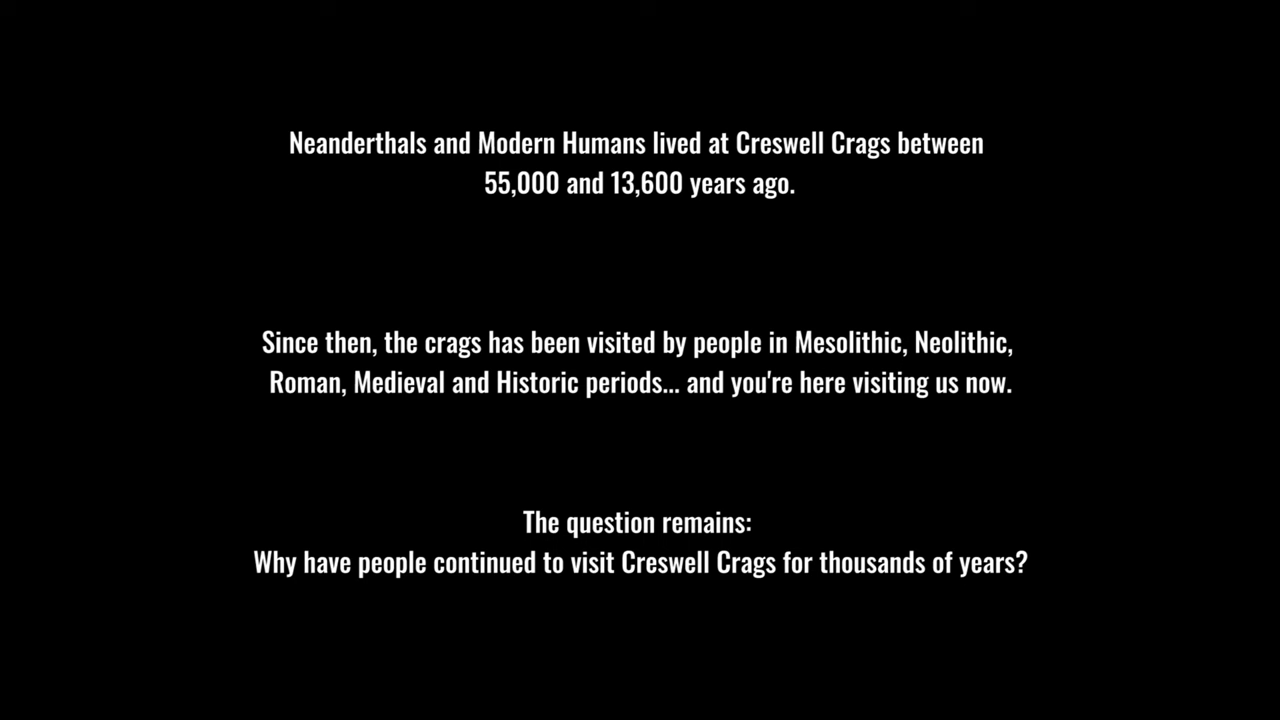 Neanderthals and Modern Humans lived at Creswell Crags between
55,000 and 13,600 years ago.
Since then, the crags has been visited by people in Mesolithic, Neolithic,
Roman, Medieval and Historic periods... and you're here visiting us now.
The question remains:
Why have people continued to visit Creswell Crags for thousands of years?